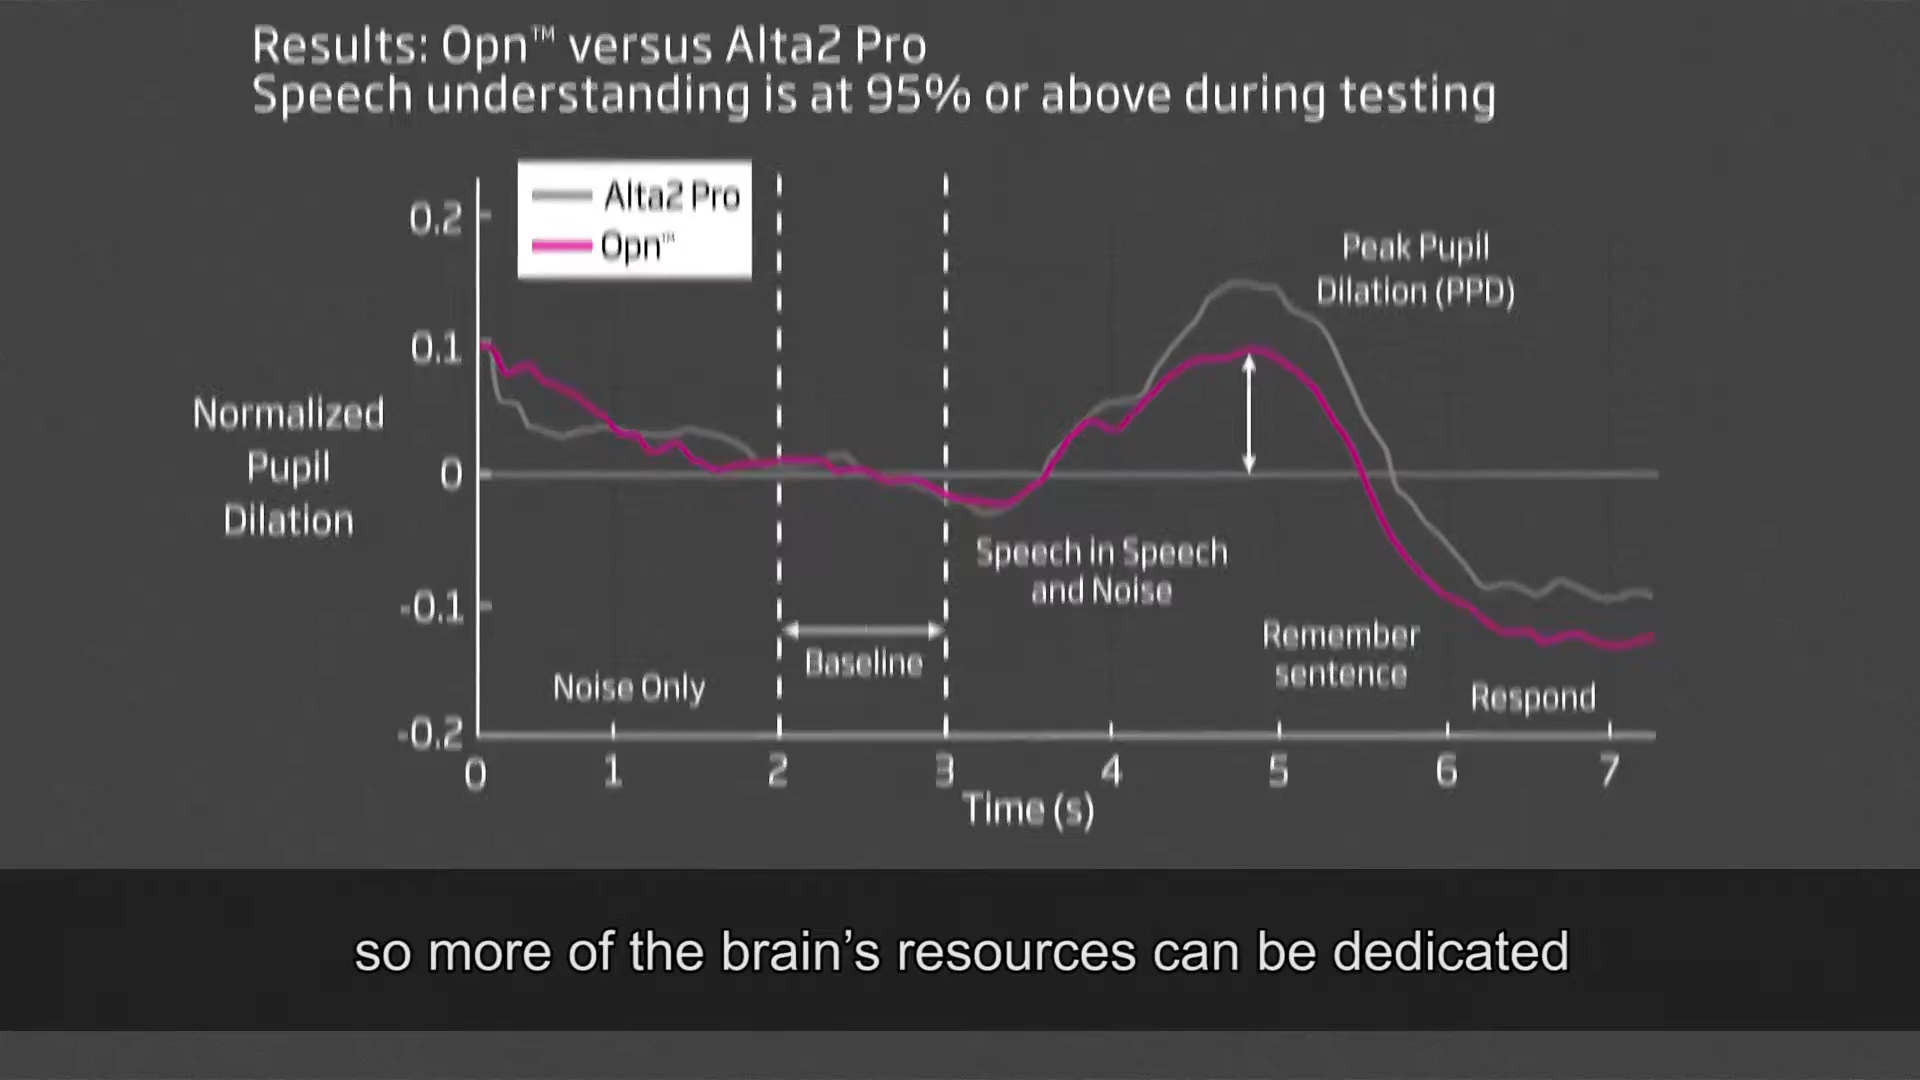 Results: Opn™ versus Alta2 Pro
Speech understanding is at 95% or above during testing
Alta2 Pro
Opn™
0.2
0.1
0
-0.1
-0.2
Normalized
Pupil
Dilation
Peak Pupil
Dilation (PPD)
Speech in Speech
and Noise
Remember
sentence
Respond
Baseline
Noise Only
0 1 2 3 4 5 6 7
Time (s)
so more of the brain’s resources can be dedicated